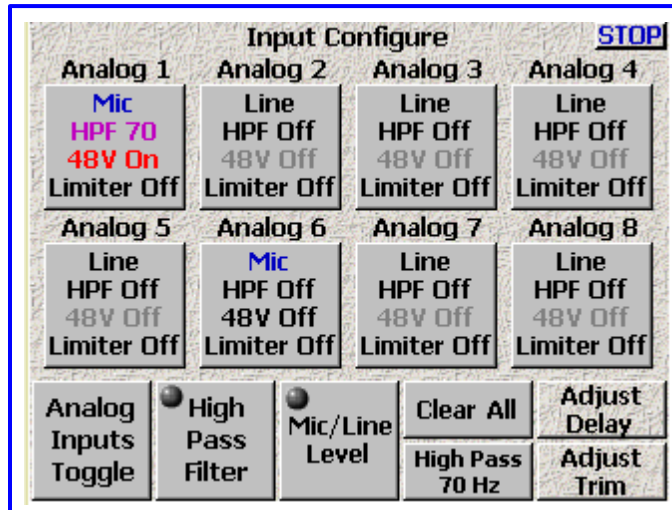 Input Configure STOP
Analog 1 Analog 2 Analog 3 Analog 4
Mic Line Line Line
HPF 70 HPF Off HPF Off HPF Off
48V On 48V Off 48V Off 48V Off
Limiter Off Limiter Off Limiter Off Limiter Off
Analog 5 Analog 6 Analog 7 Analog 8
Line Mic Line Line
HPF Off HPF Off HPF Off HPF Off
48V Off 48V Off 48V Off 48V Off
Limiter Off Limiter Off Limiter Off Limiter Off
Analog
Inputs
Toggle
High
Pass
Filter
Mic/Line
Level
Clear All
High Pass
70 Hz
Adjust
Delay
Adjust
Trim